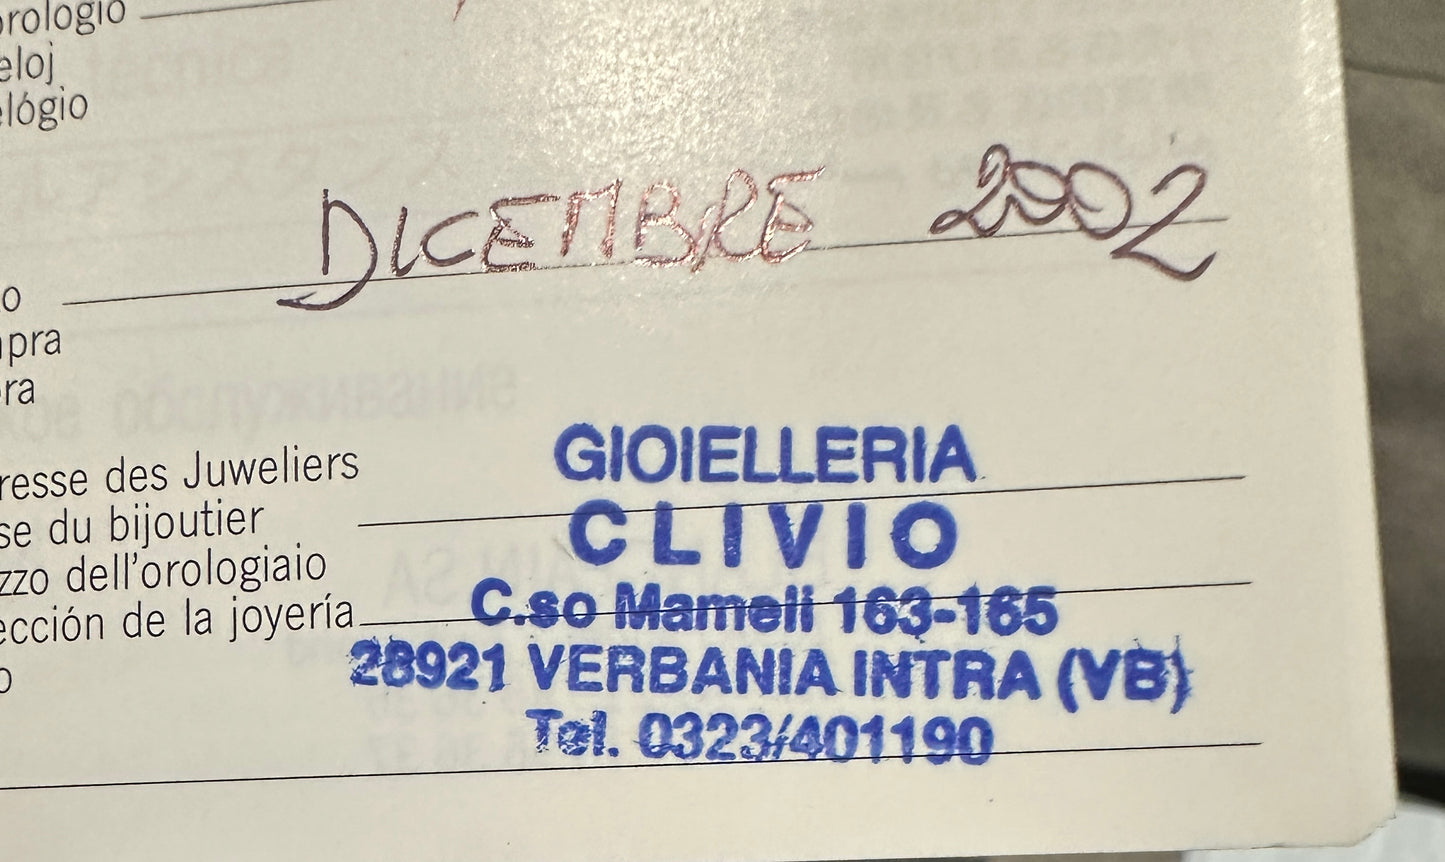 orologio
eloj
elógio
DICEMBRE 2002
o
pra
ra
resse des Juweliers
se du bijoutier
zzo dell'orologiaio
ección de la joyería
o
GIOIELLERIA
CLIVIO
C.so Mameli 163-165
28921 VERBANIA INTRA (VB)
Tel. 0323/401190